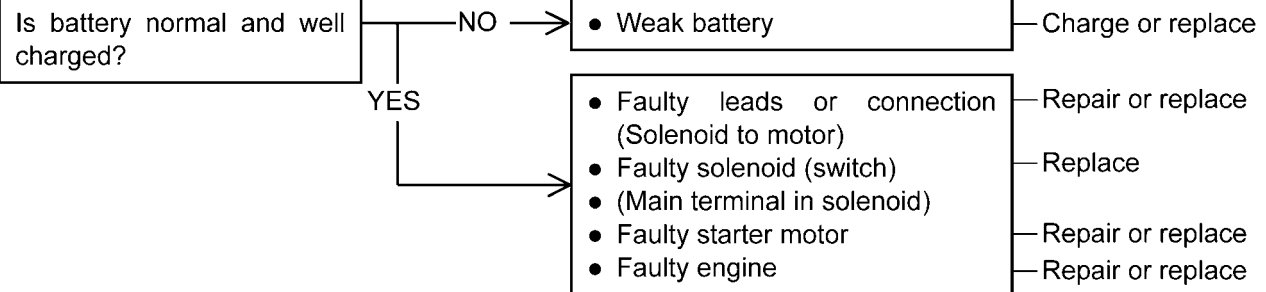 Is battery normal and well
charged?
NO
● Weak battery
Charge or replace
YES
● Faulty leads or connection
(Solenoid to motor)
Repair or replace
● Faulty solenoid (switch)
Replace
● (Main terminal in solenoid)
● Faulty starter motor
Repair or replace
● Faulty engine
Repair or replace